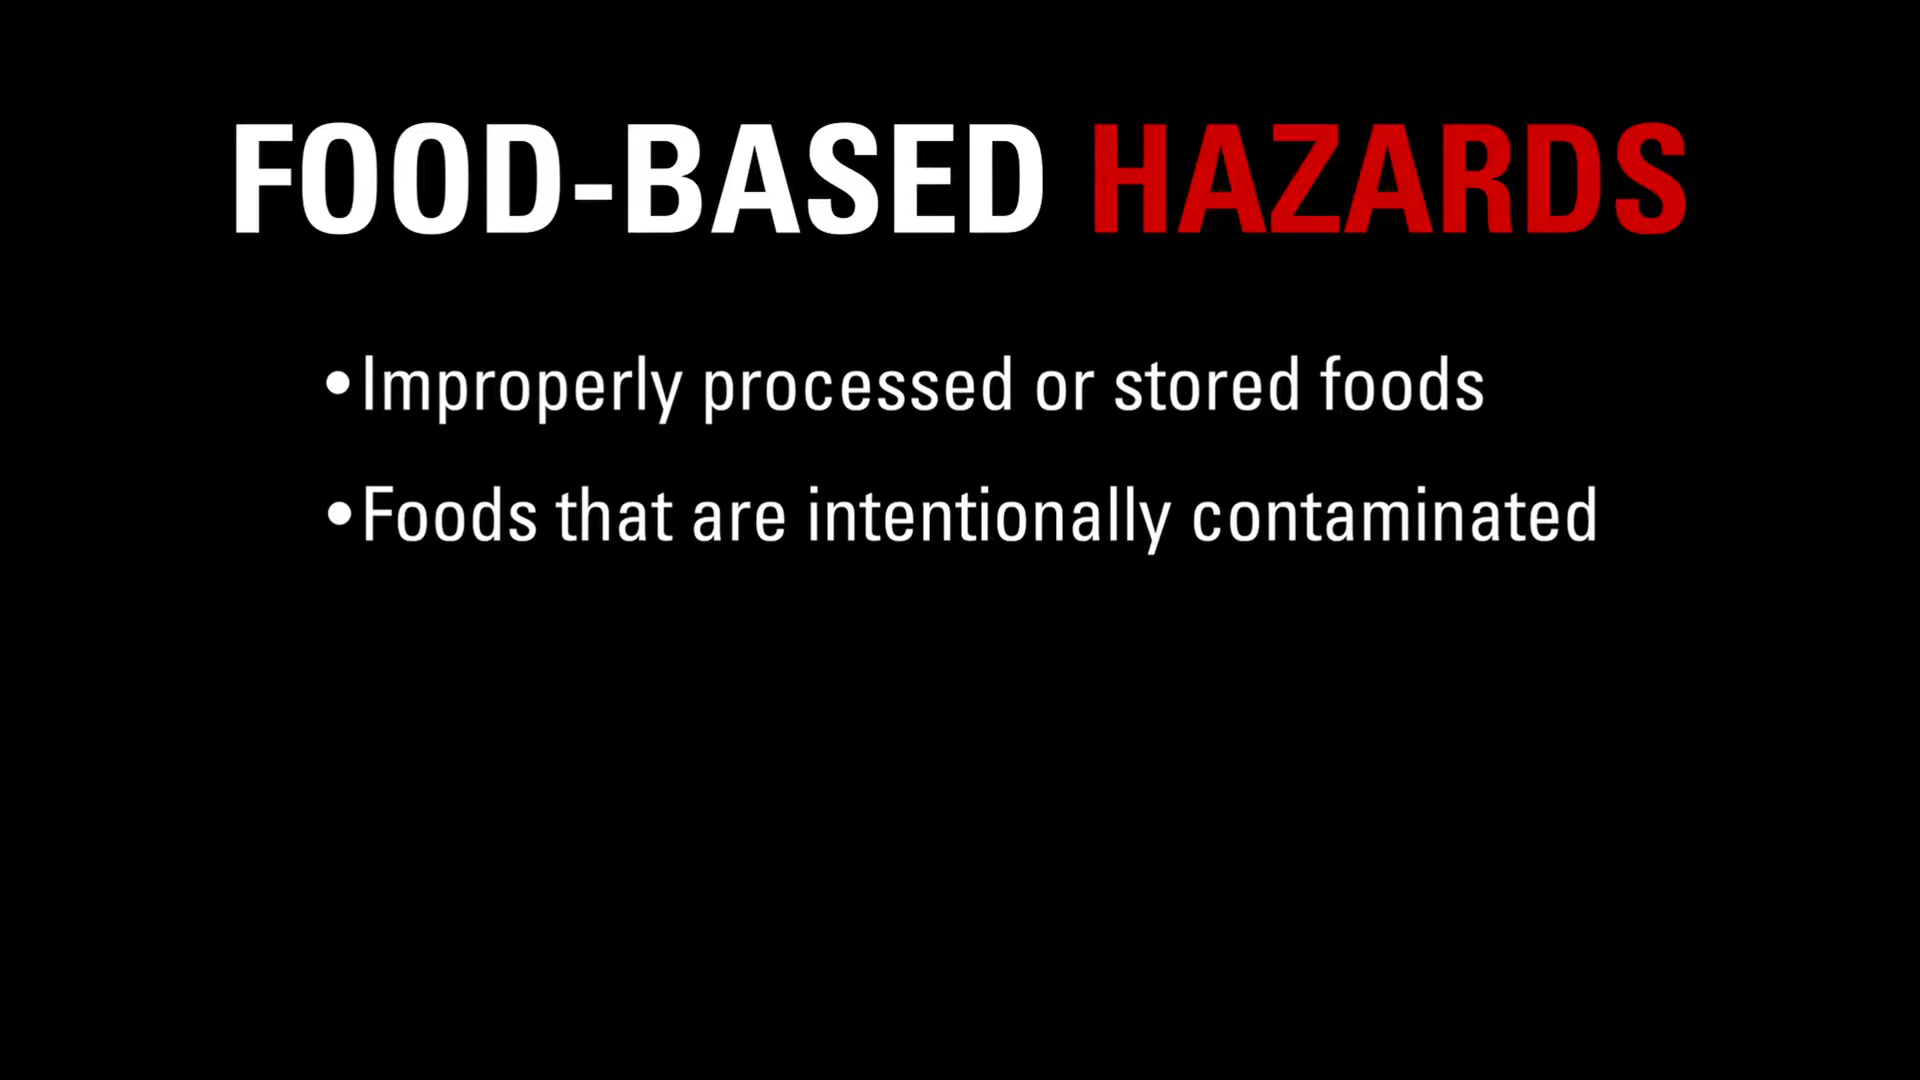 FOOD-BASED HAZARDS
•Improperly processed or stored foods
•Foods that are intentionally contaminated